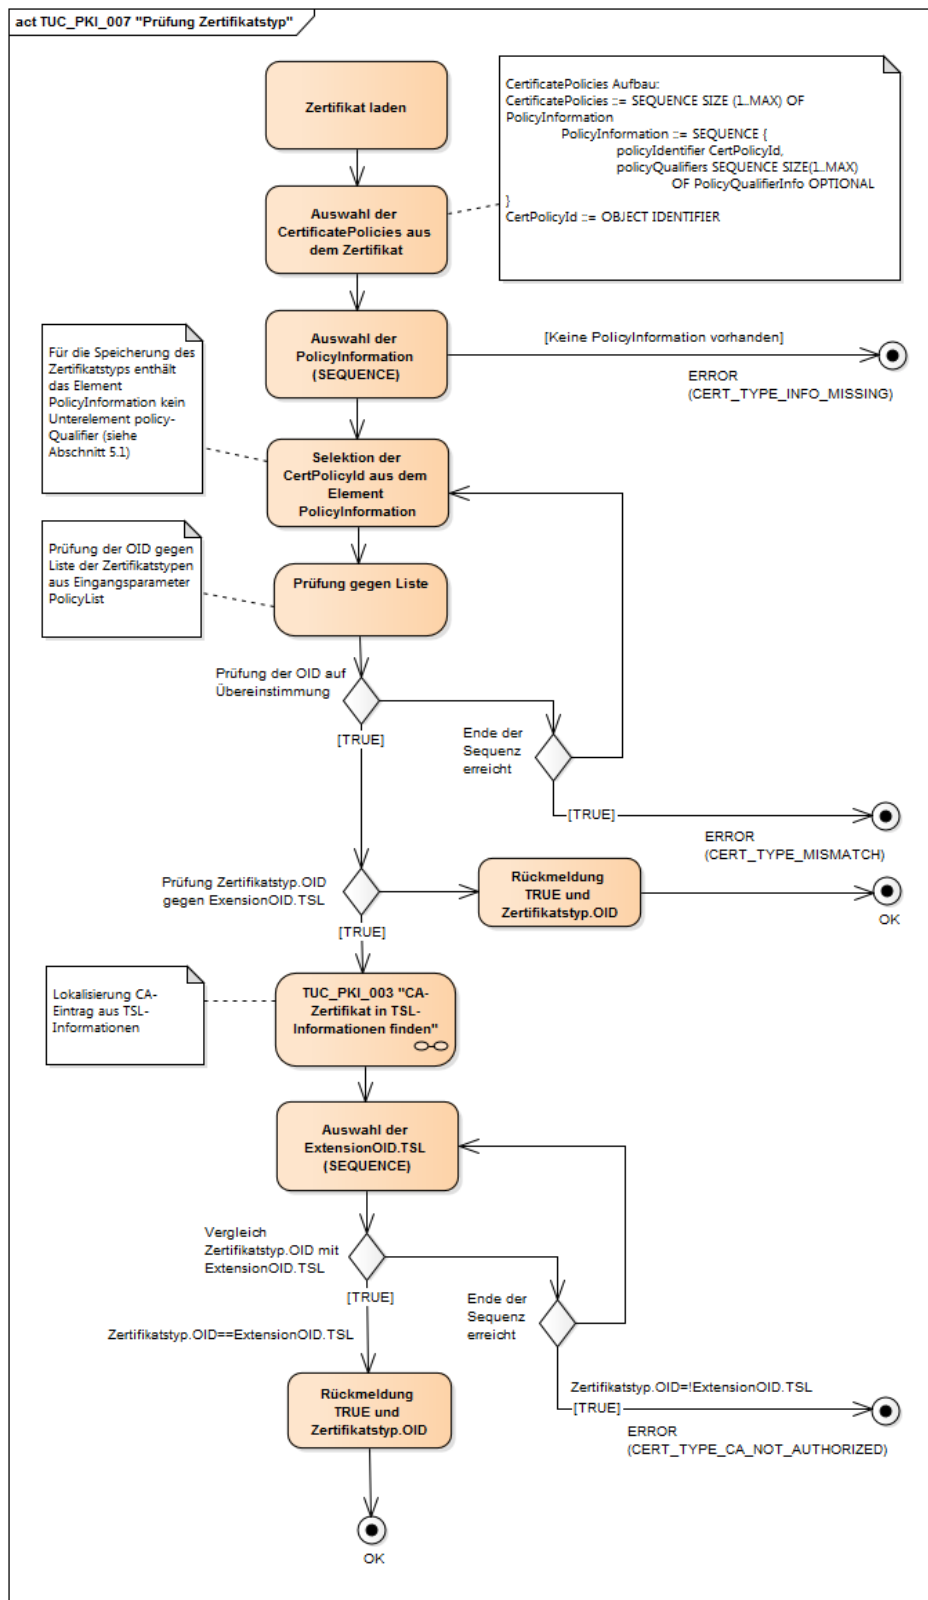 act TUC_PKI_007 "Prüfung Zertifikatstyp"
Zertifikat laden
CertificatePolicies Aufbau:
CertificatePolicies ::= SEQUENCE SIZE (1..MAX) OF
PolicyInformation
PolicyInformation ::= SEQUENCE {
policyIdentifier CertPolicyId,
policyQualifiers SEQUENCE SIZE(1..MAX)
OF PolicyQualifierInfo OPTIONAL
}
CertPolicyId ::= OBJECT IDENTIFIER
Auswahl der
CertificatePolicies aus
dem Zertifikat
Auswahl der
PolicyInformation
(SEQUENCE)
[Keine PolicyInformation vorhanden]
ERROR
(CERT_TYPE_INFO_MISSING)
Für die Speicherung des
Zertifikatstyps enthält
das Element
PolicyInformation kein
Unterelement policy-
Qualifier (siehe
Abschnitt 5.1)
Selektion der
CertPolicyId aus dem
Element
PolicyInformation
Prüfung der OID gegen
Liste der Zertifikatstypen
aus Eingangsparameter
PolicyList
Prüfung gegen Liste
Prüfung der OID auf
Übereinstimmung
[TRUE]
Ende der
Sequenz
erreicht
[TRUE]
ERROR
(CERT_TYPE_MISMATCH)
Prüfung Zertifikatstyp.OID
gegen ExensionOID.TSL
[TRUE]
Rückmeldung
TRUE und
Zertifikatstyp.OID
OK
Lokalisierung CA-
Eintrag aus TSL-
Informationen
TUC_PKI_003 "CA-
Zertifikat in TSL-
Informationen finden"
Auswahl der
ExtensionOID.TSL
(SEQUENCE)
Vergleich
Zertifikatstyp.OID mit
ExtensionOID.TSL
[TRUE]
Ende der
Sequenz
erreicht
Zertifikatstyp.OID==ExtensionOID.TSL
Zertifikatstyp.OID=!ExtensionOID.TSL
[TRUE]
ERROR
(CERT_TYPE_CA_NOT_AUTHORIZED)
Rückmeldung
TRUE und
Zertifikatstyp.OID
OK